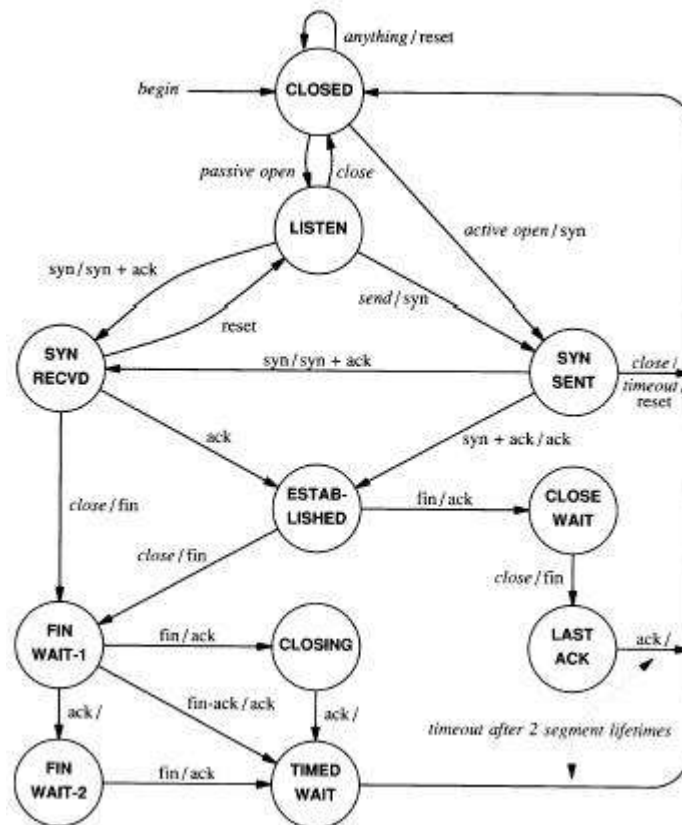 anything / reset
begin
CLOSED
passive open
close
LISTEN
active open / syn
syn / syn + ack
send / syn
reset
SYN
RECVD
syn / syn + ack
SYN
SENT
close /
timeout /
reset
ack
syn + ack / ack
close / fin
ESTAB-
LISHED
fin / ack
CLOSE
WAIT
close / fin
close / fin
FIN
WAIT-1
fin / ack
CLOSING
LAST
ACK
ack /
ack /
fin-ack / ack
ack /
timeout after 2 segment lifetimes
FIN
WAIT-2
fin / ack
TIMED
WAIT